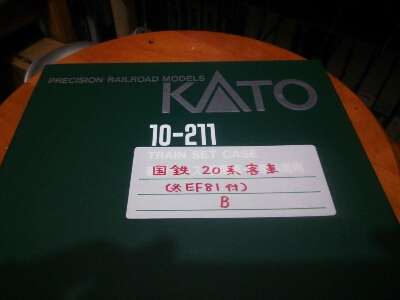 PRECISION RAILROAD MODELS
KATO
10-211
TRAIN SET CASE
国鉄20系客車
(※EF81付)
B